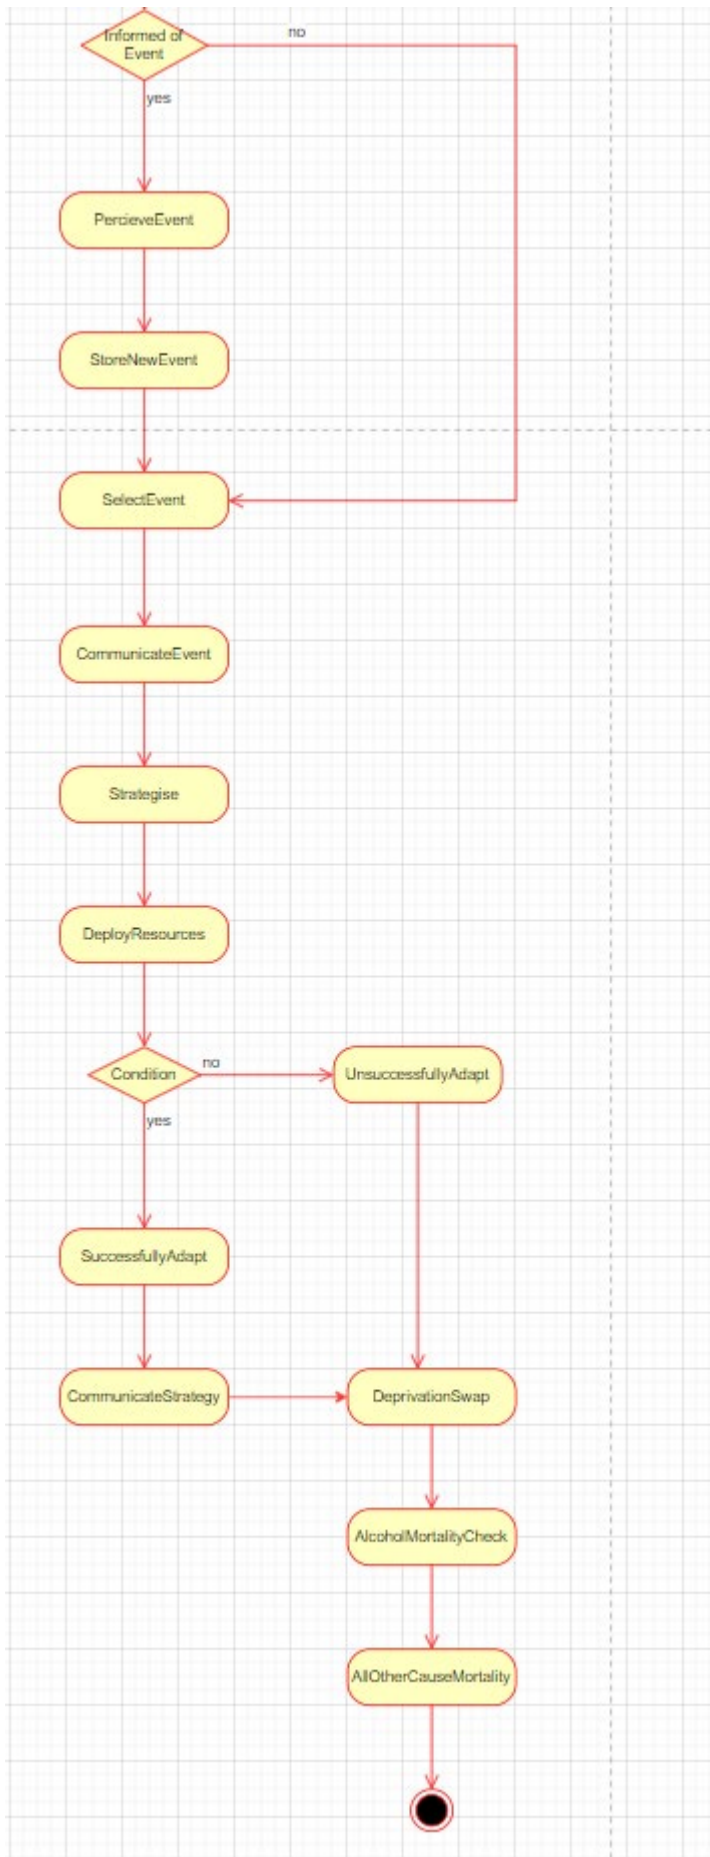 Informed of
Event
no
yes
PercieveEvent
StoreNewEvent
SelectEvent
CommunicateEvent
Strategise
DeployResources
Condition
no
UnsuccessfullyAdapt
yes
SuccessfullyAdapt
CommunicateStrategy
DeprivationSwap
AlcoholMortalityCheck
AllOtherCauseMortality